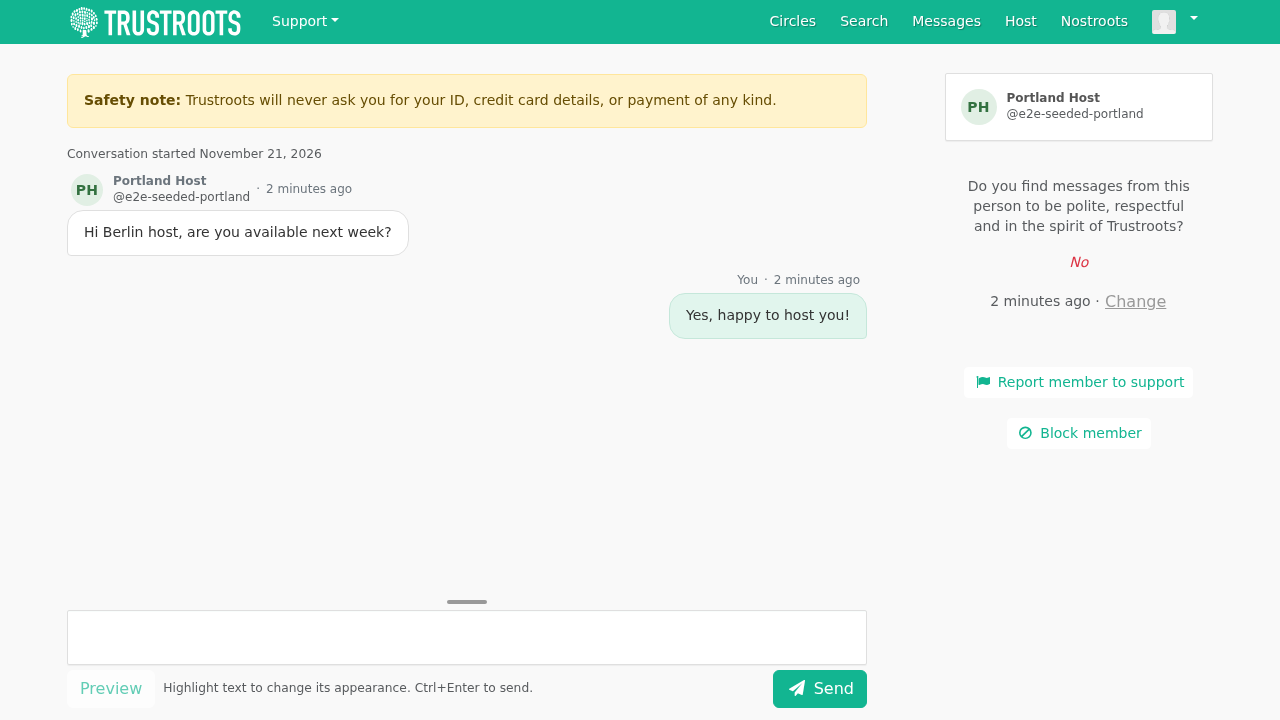 TRUSTROOTS Support Circles Search Messages Host Nostroots
Safety note: Trustroots will never ask you for your ID, credit card details, or payment of any kind.
Conversation started November 21, 2026
PH Portland Host
@e2e-seeded-portland · 2 minutes ago
Hi Berlin host, are you available next week?
You · 2 minutes ago
Yes, happy to host you!
Preview Highlight text to change its appearance. Ctrl+Enter to send. Send
PH Portland Host
@e2e-seeded-portland
Do you find messages from this
person to be polite, respectful
and in the spirit of Trustroots?
No
2 minutes ago · Change
Report member to support
Block member